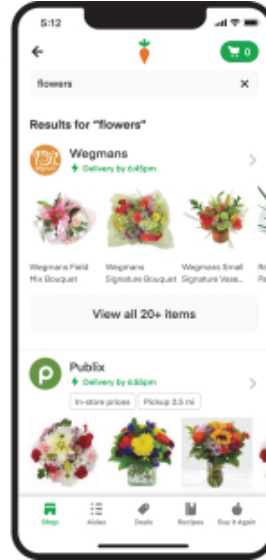 5:12
0
flowers
Results for "flowers"
Wegmans
Delivery by 6:45pm
Wegmans Field Mix Bouquet
Wegmans Signature Bouquet
Wegmans Small Signature Vase...
View all 20+ items
Publix
Delivery by 6:55pm
In-store prices
Pickup 2.5 mi
Shop
Aisles
Deals
Recipes
Buy It Again